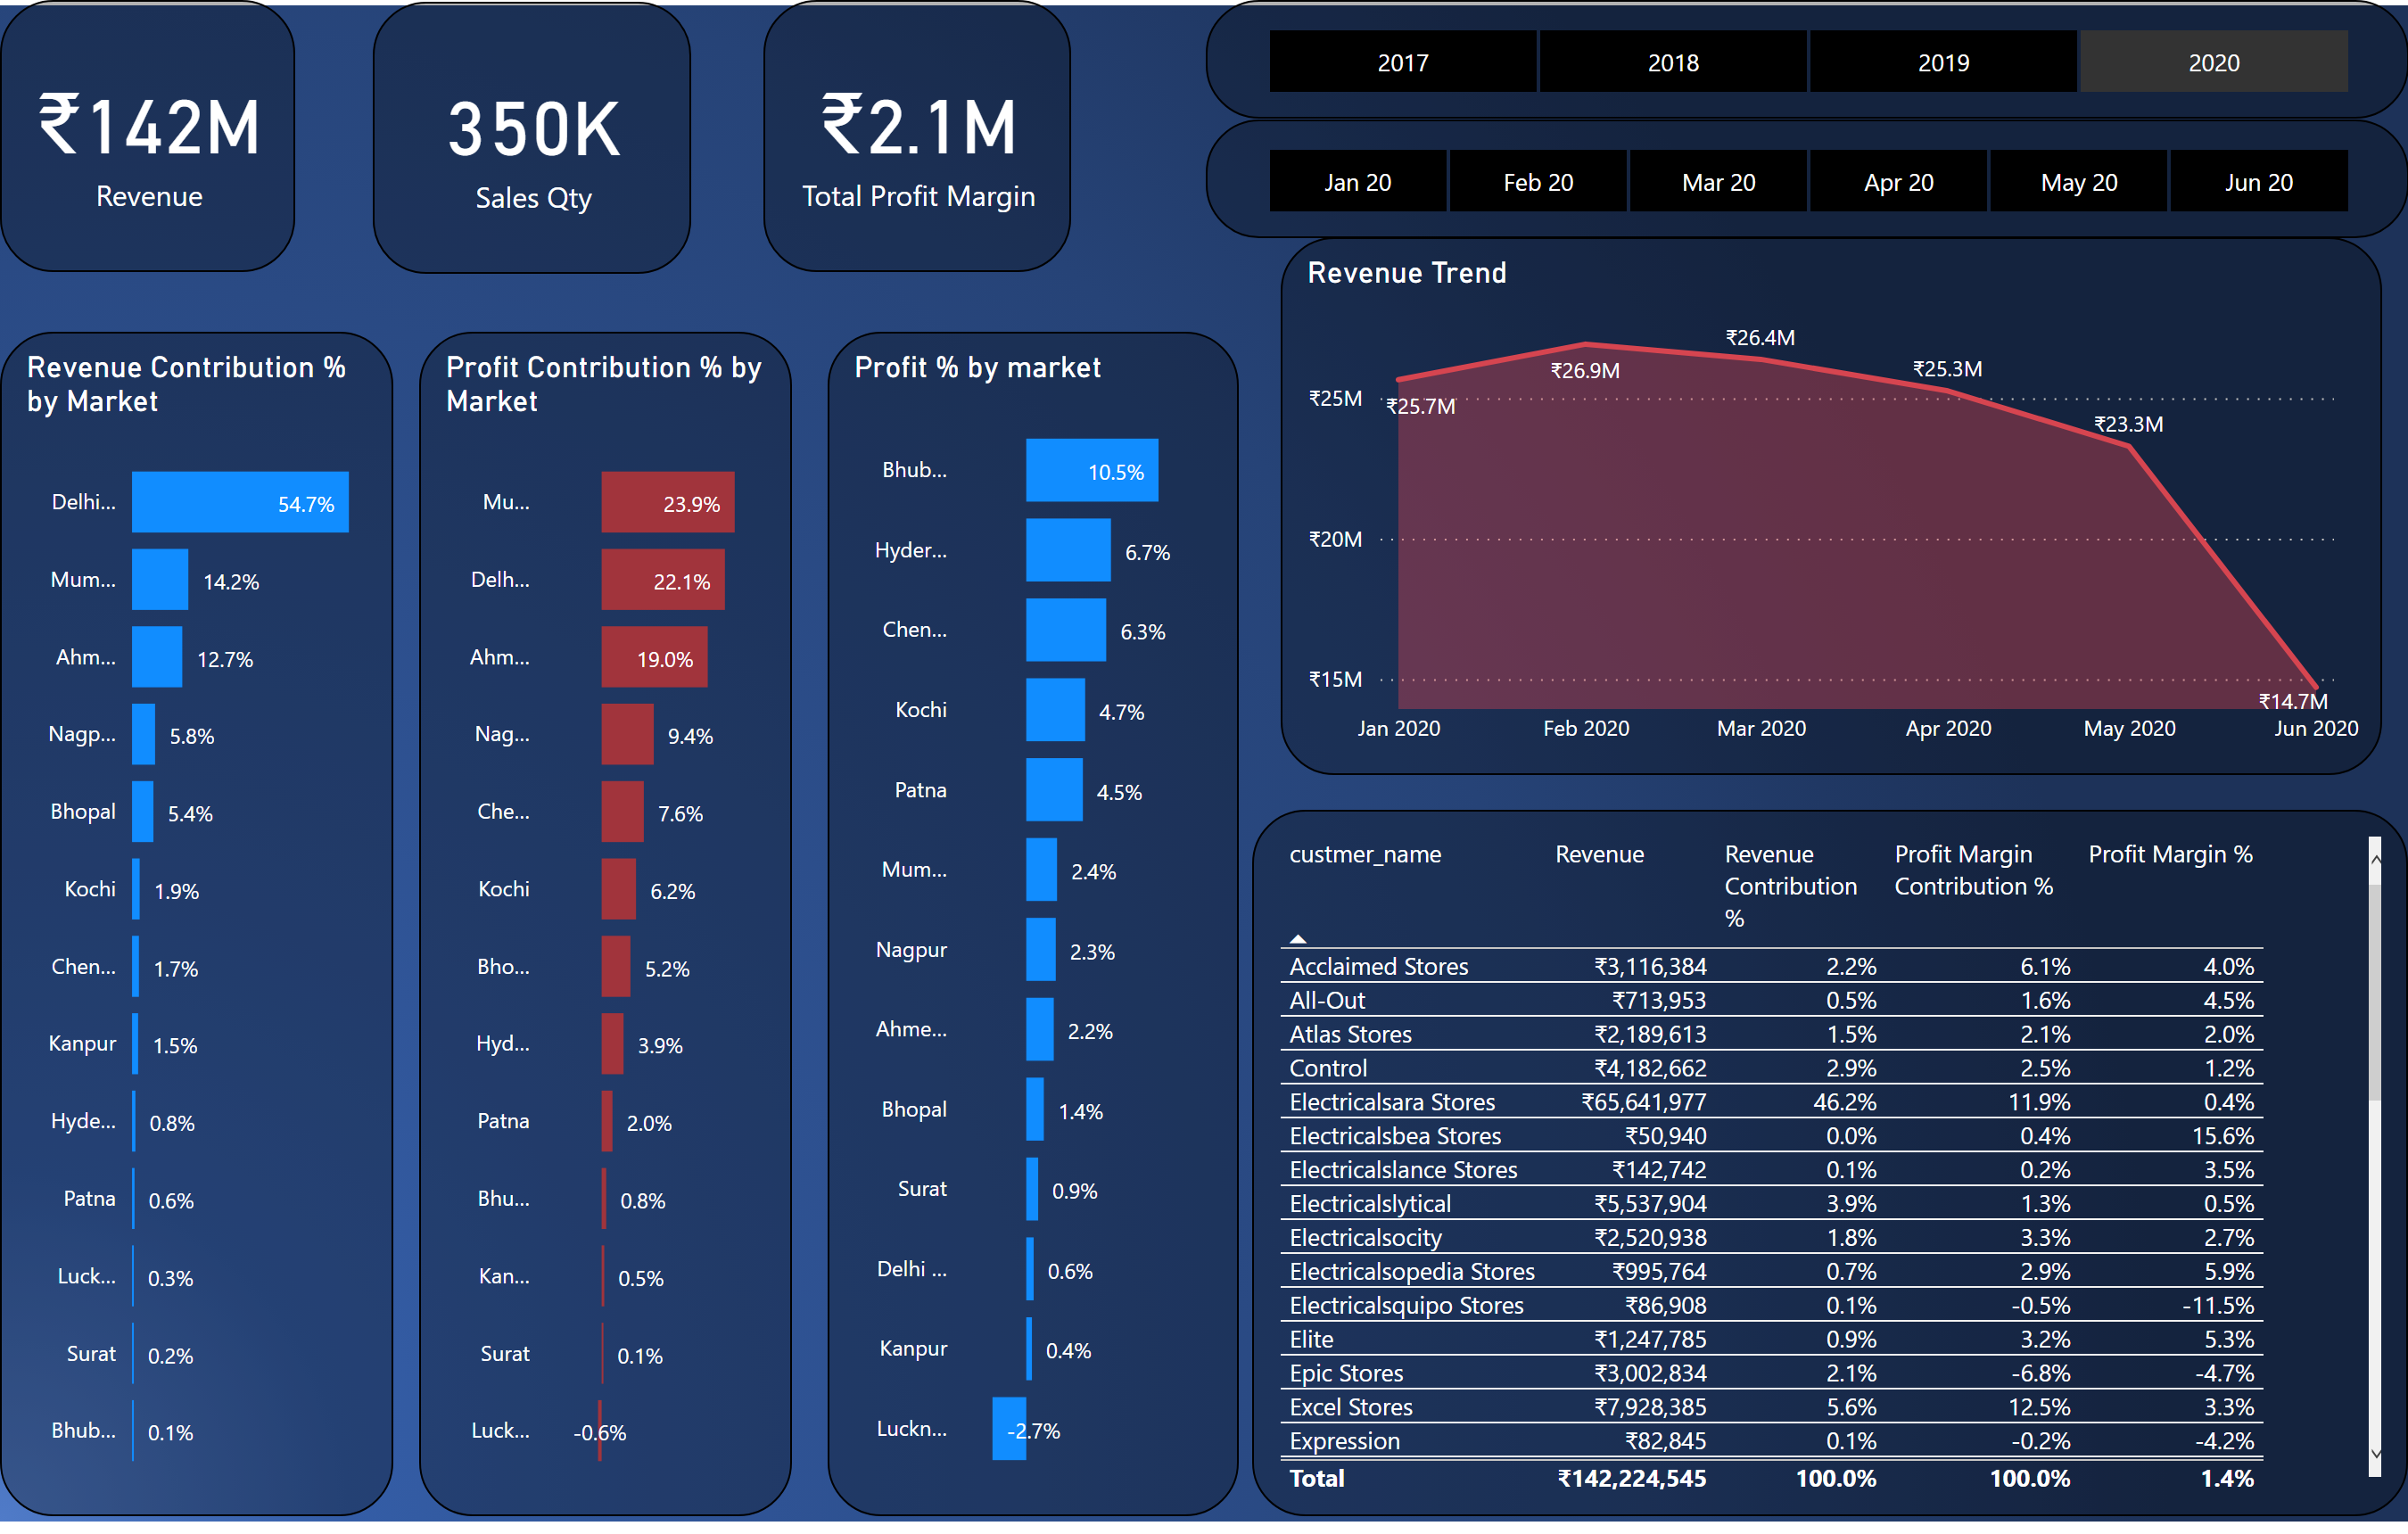 ₹142M
Revenue
350K
Sales Qty
₹2.1M
Total Profit Margin
2017 2018 2019 2020
Jan 20 Feb 20 Mar 20 Apr 20 May 20 Jun 20
Revenue Contribution %
by Market
Delhi... 54.7%
Mum... 14.2%
Ahm... 12.7%
Nagp... 5.8%
Bhopal 5.4%
Kochi 1.9%
Chen... 1.7%
Kanpur 1.5%
Hyde... 0.8%
Patna 0.6%
Luck... 0.3%
Surat 0.2%
Bhub... 0.1%
Profit Contribution % by
Market
Mu... 23.9%
Delh... 22.1%
Ahm... 19.0%
Nag... 9.4%
Che... 7.6%
Kochi 6.2%
Bho... 5.2%
Hyd... 3.9%
Patna 2.0%
Bhu... 0.8%
Kan... 0.5%
Surat 0.1%
Luck... -0.6%
Profit % by market
Bhub... 10.5%
Hyder... 6.7%
Chen... 6.3%
Kochi 4.7%
Patna 4.5%
Mum... 2.4%
Nagpur 2.3%
Ahme... 2.2%
Bhopal 1.4%
Surat 0.9%
Delhi ... 0.6%
Kanpur 0.4%
Luckn... -2.7%
Revenue Trend
₹26.4M
₹26.9M
₹25.3M
₹25M
₹25.7M
₹23.3M
₹20M
₹15M
₹14.7M
Jan 2020 Feb 2020 Mar 2020 Apr 2020 May 2020 Jun 2020
custmer_name Revenue Revenue Profit Margin Profit Margin %
Contribution Contribution %
%
Acclaimed Stores ₹3,116,384 2.2% 6.1% 4.0%
All-Out ₹713,953 0.5% 1.6% 4.5%
Atlas Stores ₹2,189,613 1.5% 2.1% 2.0%
Control ₹4,182,662 2.9% 2.5% 1.2%
Electricalsara Stores ₹65,641,977 46.2% 11.9% 0.4%
Electricalsbea Stores ₹50,940 0.0% 0.4% 15.6%
Electricalslance Stores ₹142,742 0.1% 0.2% 3.5%
Electricalslytical ₹5,537,904 3.9% 1.3% 0.5%
Electricalsocity ₹2,520,938 1.8% 3.3% 2.7%
Electricalsopedia Stores ₹995,764 0.7% 2.9% 5.9%
Electricalsquipo Stores ₹86,908 0.1% -0.5% -11.5%
Elite ₹1,247,785 0.9% 3.2% 5.3%
Epic Stores ₹3,002,834 2.1% -6.8% -4.7%
Excel Stores ₹7,928,385 5.6% 12.5% 3.3%
Expression ₹82,845 0.1% -0.2% -4.2%
Total ₹142,224,545 100.0% 100.0% 1.4%